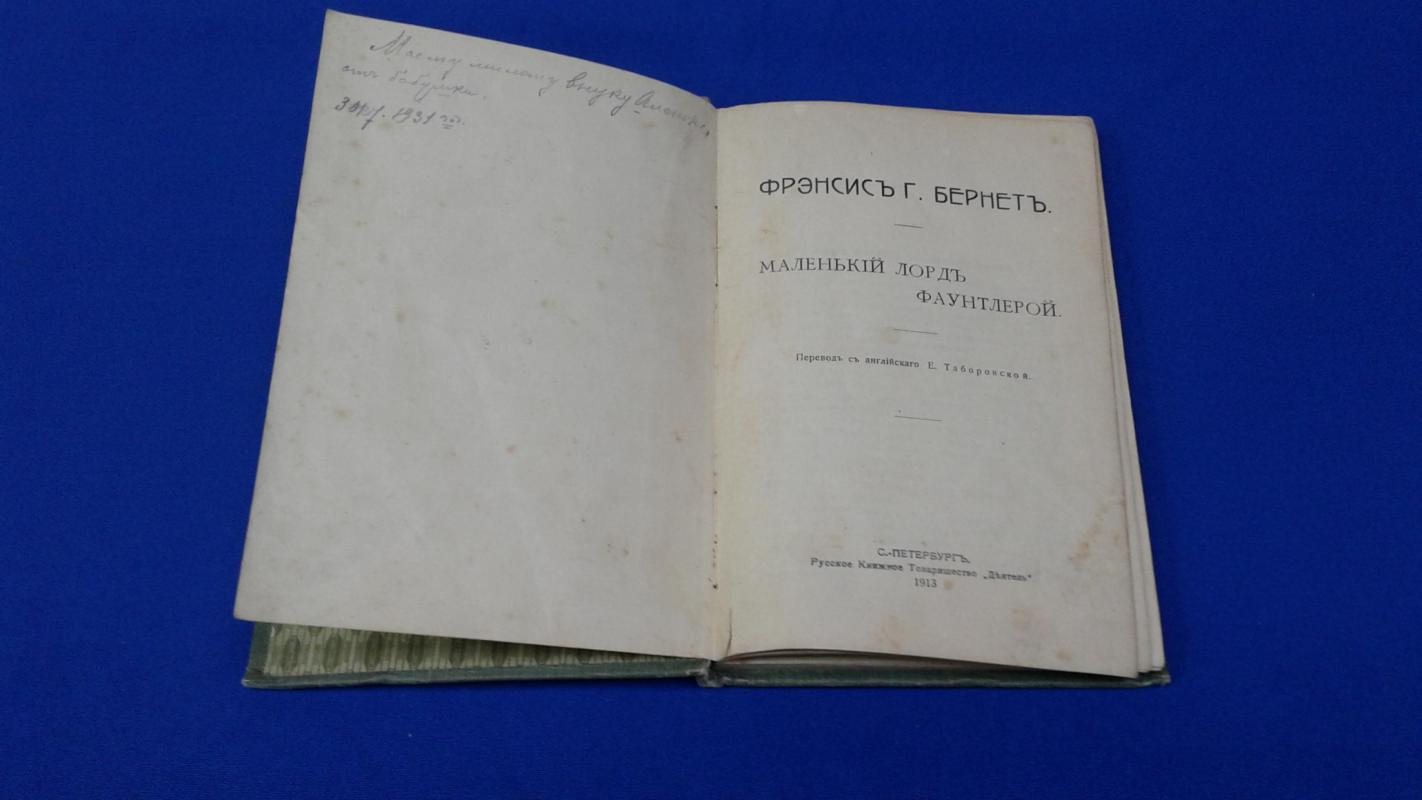 Моему милому внуку
отъ бабушки.
1931
ФРЭНСИСЪ Г. БЕРНЕТЪ.
МАЛЕНЬКІЙ ЛОРДЪ
ФАУНТЛЕРОЙ.
Переводъ съ англійскаго Е. Таборовской.
С.-ПЕТЕРБУРГЪ.
Русское Книжное Товарищество „Дѣятель“
1913